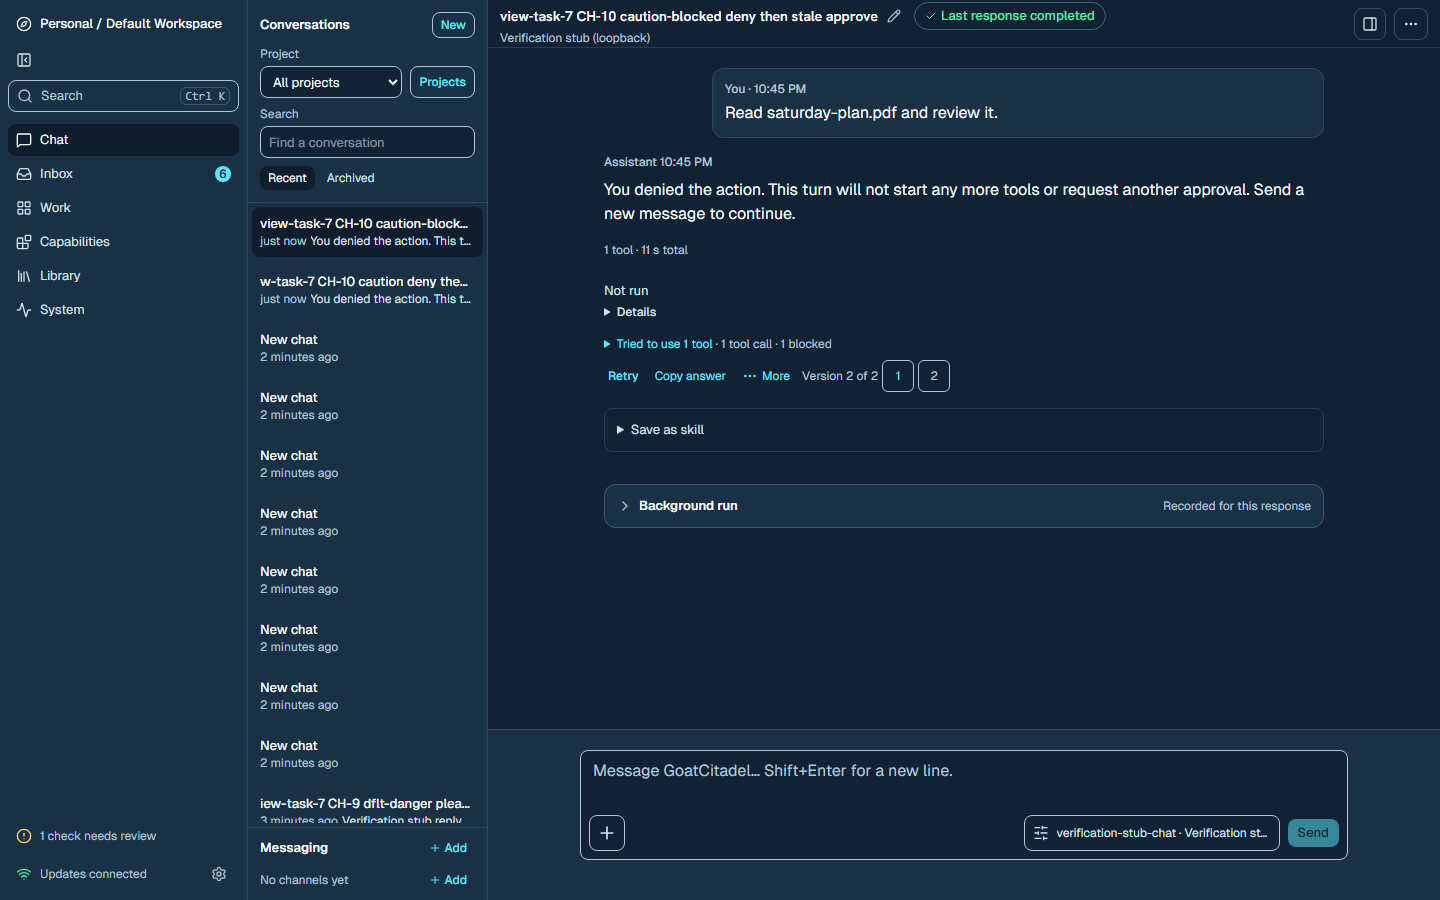 Personal / Default Workspace
Search
Ctrl K
Chat
Inbox
6
Work
Capabilities
Library
System
1 check needs review
Updates connected
Conversations
New
Project
All projects
Projects
Search
Find a conversation
Recent
Archived
view-task-7 CH-10 caution-block...
just now You denied the action. This t...
w-task-7 CH-10 caution deny the...
just now You denied the action. This t...
New chat
2 minutes ago
New chat
2 minutes ago
New chat
2 minutes ago
New chat
2 minutes ago
New chat
2 minutes ago
New chat
2 minutes ago
New chat
2 minutes ago
New chat
2 minutes ago
iew-task-7 CH-9 dflt-danger plea...
3 minutes ago Verification stub reply
Messaging
+ Add
No channels yet
+ Add
view-task-7 CH-10 caution-blocked deny then stale approve
Last response completed
Verification stub (loopback)
You · 10:45 PM
Read saturday-plan.pdf and review it.
Assistant 10:45 PM
You denied the action. This turn will not start any more tools or request another approval. Send a
new message to continue.
1 tool · 11 s total
Not run
Details
Tried to use 1 tool · 1 tool call · 1 blocked
Retry
Copy answer
More
Version 2 of 2
1
2
Save as skill
Background run
Recorded for this response
Message GoatCitadel... Shift+Enter for a new line.
verification-stub-chat · Verification st...
Send